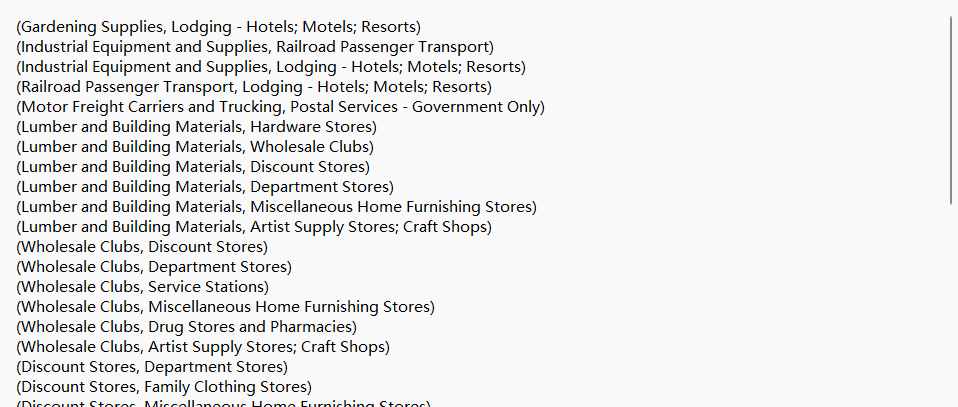 (Gardening Supplies, Lodging - Hotels; Motels; Resorts)
(Industrial Equipment and Supplies, Railroad Passenger Transport)
(Industrial Equipment and Supplies, Lodging - Hotels; Motels; Resorts)
(Railroad Passenger Transport, Lodging - Hotels; Motels; Resorts)
(Motor Freight Carriers and Trucking, Postal Services - Government Only)
(Lumber and Building Materials, Hardware Stores)
(Lumber and Building Materials, Wholesale Clubs)
(Lumber and Building Materials, Discount Stores)
(Lumber and Building Materials, Department Stores)
(Lumber and Building Materials, Miscellaneous Home Furnishing Stores)
(Lumber and Building Materials, Artist Supply Stores; Craft Shops)
(Wholesale Clubs, Discount Stores)
(Wholesale Clubs, Department Stores)
(Wholesale Clubs, Service Stations)
(Wholesale Clubs, Miscellaneous Home Furnishing Stores)
(Wholesale Clubs, Drug Stores and Pharmacies)
(Wholesale Clubs, Artist Supply Stores; Craft Shops)
(Discount Stores, Department Stores)
(Discount Stores, Family Clothing Stores)
(Discount Stores, Miscellaneous Home Furnishing Stores)